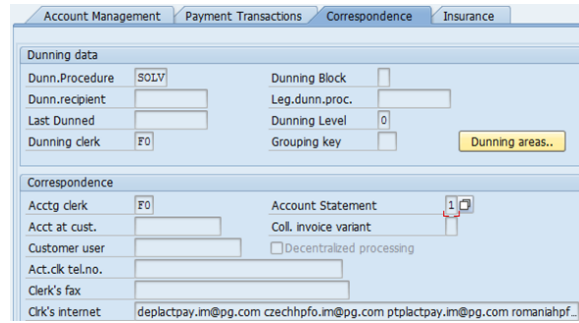 Account Management Payment Transactions Correspondence Insurance
Dunning data
Dunn.Procedure SOLV Dunning Block
Dunn.recipient Leg.dunn.proc.
Last Dunned Dunning Level 0
Dunning clerk F0 Grouping key Dunning areas..
Correspondence
Acctg clerk F0 Account Statement 1
Acct at cust. Coll. invoice variant
Customer user Decentralized processing
Act.clk tel.no.
Clerk's fax
Clrk's internet deplactpay.im@pg.com czechhpfo.im@pg.com ptplactpay.im@pg.com romaniahpf...